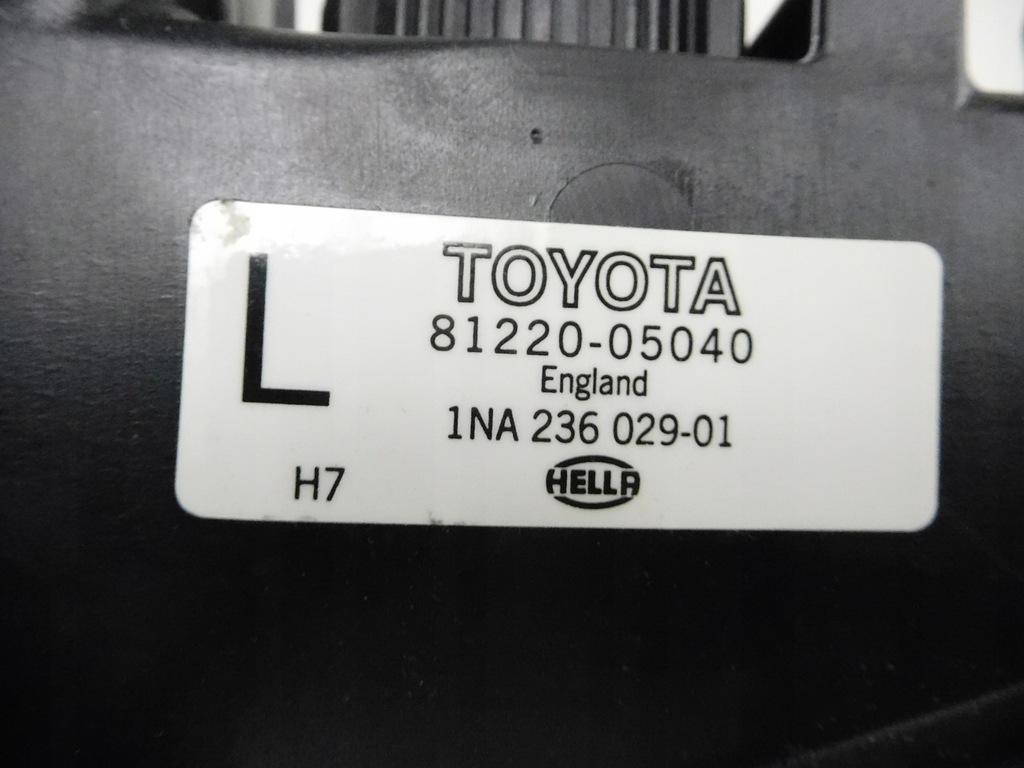 L
TOYOTA
81220-05040
England
1NA 236 029-01
H7
HELLA